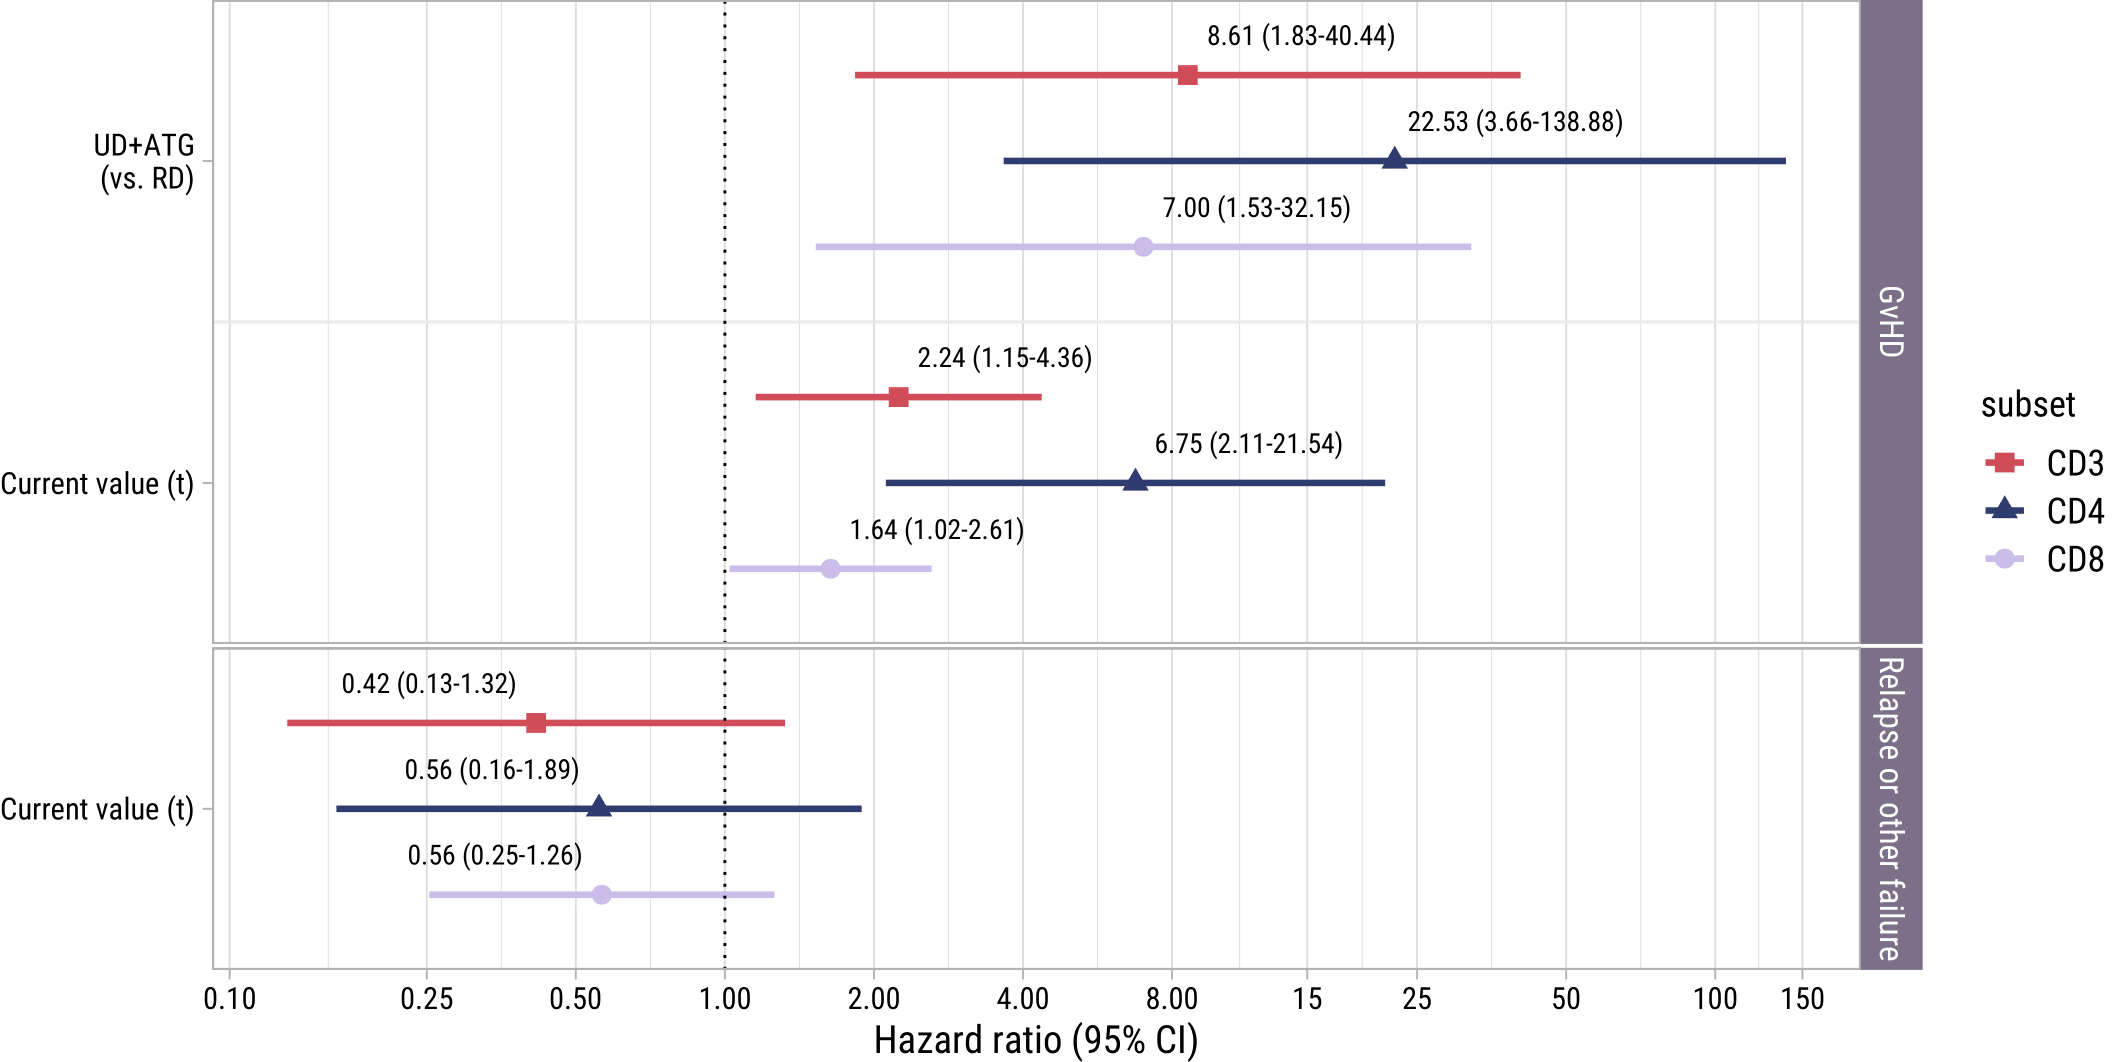 8.61 (1.83-40.44)
22.53 (3.66-138.88)
UD+ATG
(vs. RD)
7.00 (1.53-32.15)
GvHD
2.24 (1.15-4.36)
6.75 (2.11-21.54)
Current value (t)
1.64 (1.02-2.61)
0.42 (0.13-1.32)
0.56 (0.16-1.89)
Current value (t)
0.56 (0.25-1.26)
Relapse or other failure
0.10 0.25 0.50 1.00 2.00 4.00 8.00 15 25 50 100 150
Hazard ratio (95% CI)
subset
CD3
CD4
CD8